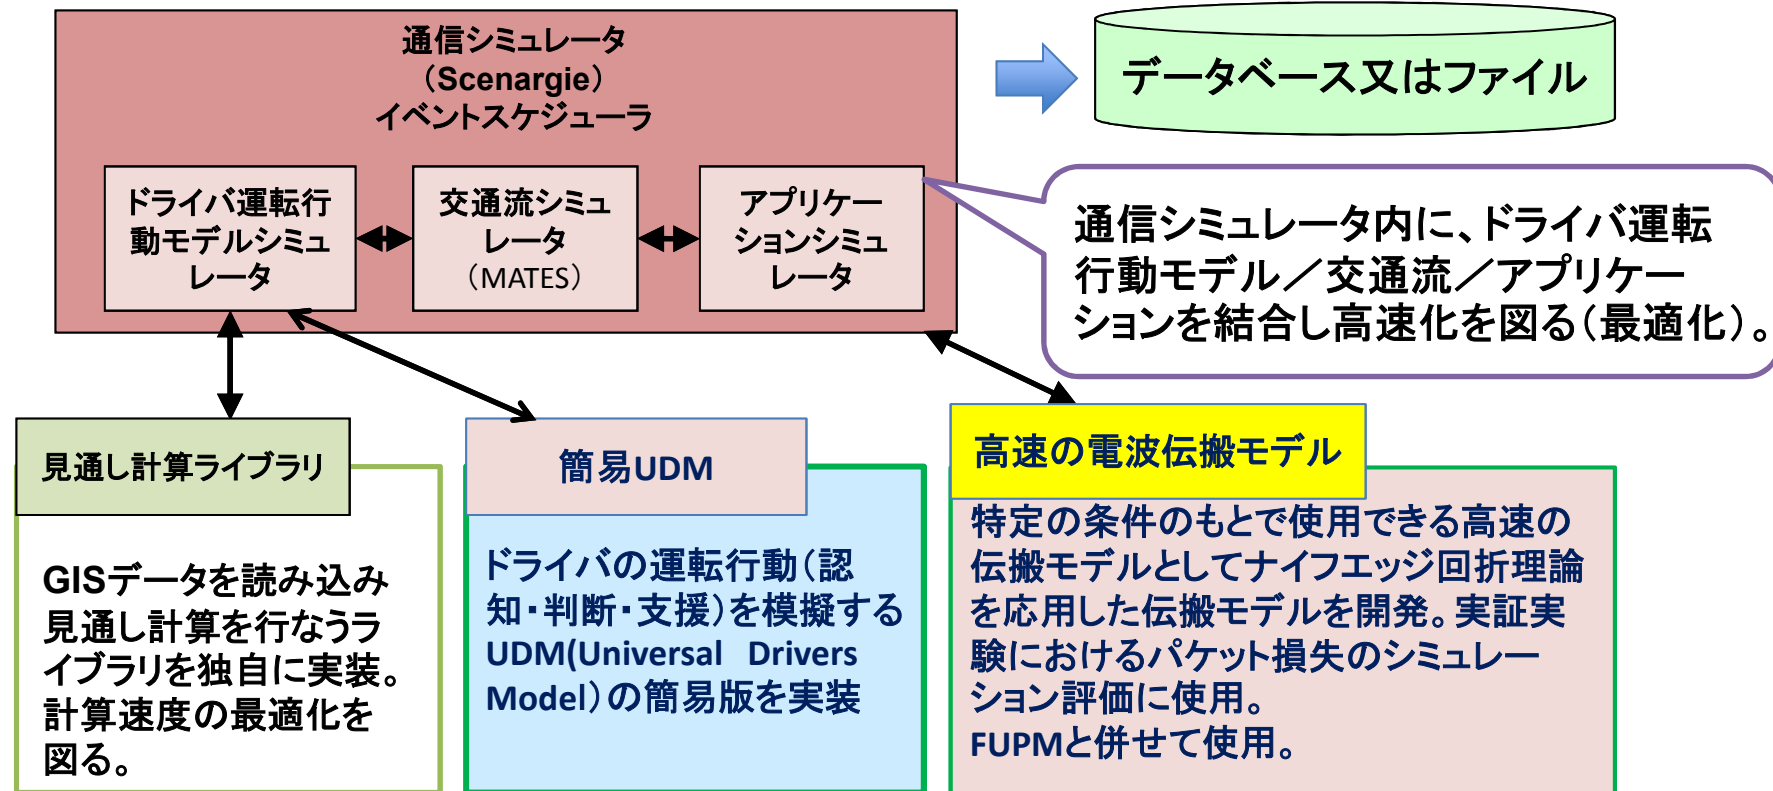 通信シミュレータ
（Scenargie）
イベントスケジューラ
データベース又はファイル
ドライバ運転行
動モデルシミュ
レータ
交通流シミュ
レータ
（MATES）
アプリケー
ションシミュ
レータ
通信シミュレータ内に、ドライバ運転
行動モデル／交通流／アプリケー
ションを結合し高速化を図る（最適化）。
見通し計算ライブラリ
GISデータを読み込み
見通し計算を行なうラ
イブラリを独自に実装。
計算速度の最適化を
図る。
簡易UDM
ドライバの運転行動（認
知・判断・支援）を模擬する
UDM(Universal Drivers
Model）の簡易版を実装
高速の電波伝搬モデル
特定の条件のもとで使用できる高速の
伝搬モデルとしてナイフエッジ回折理論
を応用した伝搬モデルを開発。実証実
験におけるパケット損失のシミュレー
ション評価に使用。
FUPMと併せて使用。